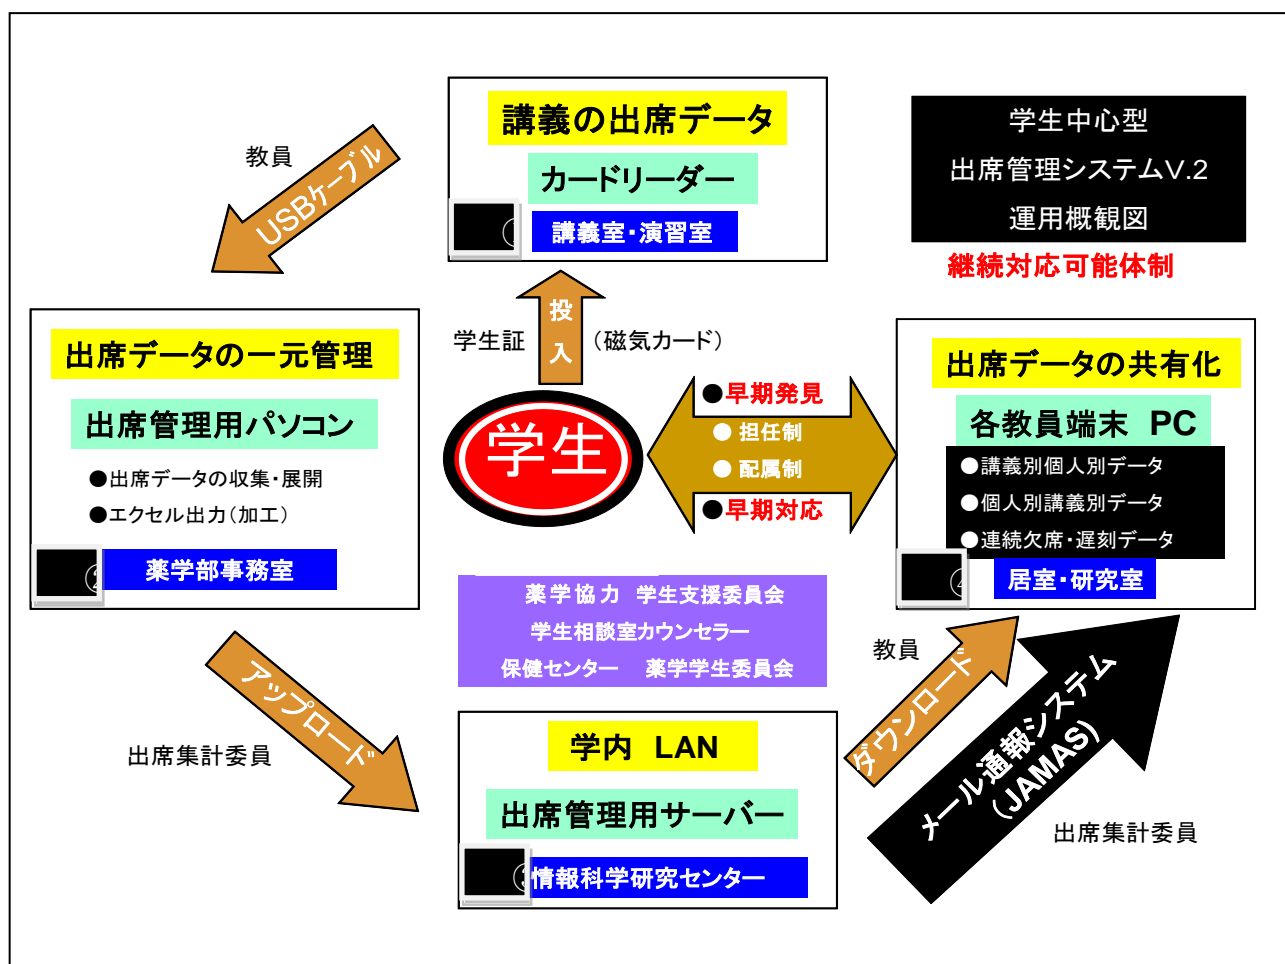 講義の出席データ
カードリーダー
①
講義室・演習室
学生中心型
出席管理システムV.2
運用概観図
継続対応可能体制
教員
USBケーブル
出席データの一元管理
出席管理用パソコン
●出席データの収集・展開
●エクセル出力(加工)
②
薬学部事務室
学生証
投入
(磁気カード)
学生
●早期発見
●担任制
●配属制
●早期対応
出席データの共有化
各教員端末 PC
●講義別個人別データ
●個人別講義別データ
●連続欠席・遅刻データ
④
居室・研究室
薬学協力 学生支援委員会
学生相談室カウンセラー
保健センター 薬学学生委員会
アップロード
出席集計委員
学内 LAN
出席管理用サーバー
③
情報科学研究センター
教員
ダウンロード
メール通報システム
(JAMAS)
出席集計委員